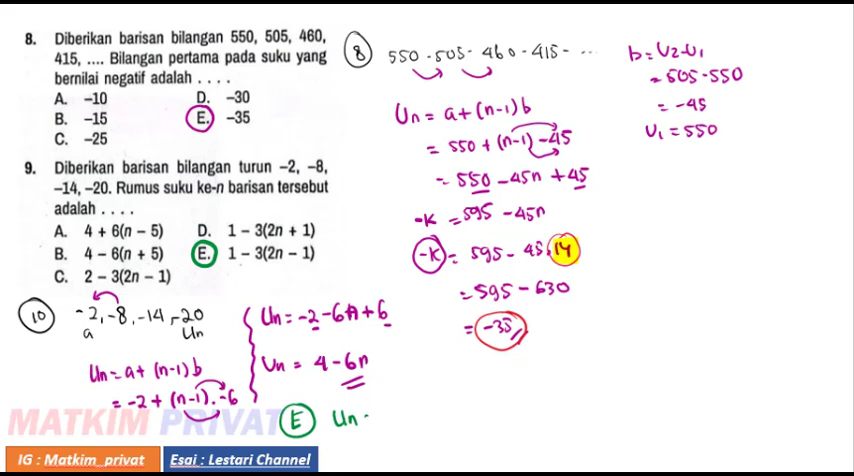 8. Diberikan barisan bilangan 550, 505, 460,
415, .... Bilangan pertama pada suku yang
bernilai negatif adalah . . . .
A. –10 D. –30
B. –15 E. –35
C. –25
9. Diberikan barisan bilangan turun –2, –8,
–14, –20. Rumus suku ke-n barisan tersebut
adalah . . . .
A. 4 + 6(n – 5) D. 1 – 3(2n + 1)
B. 4 – 6(n + 5) E. 1 – 3(2n – 1)
C. 2 – 3(2n – 1)
8 550 - 505 - 460 - 415 - ...
Un = a + (n-1) b
= 550 + (n-1) -45
= 550 - 45n + 45
-K = 595 - 45n
-K = 595 - 45.14
= 595 - 630
= -35
b = U2-U1
= 505 - 550
= -45
U1 = 550
10 -2, -8, -14, -20
a Un
Un = a + (n-1) b
= -2 + (n-1) . -6
Un = -2 - 6n + 6
Un = 4 - 6n
E Un =
MATKIM PRIVAT
IG : Matkim_privat Esai : Lestari Channel